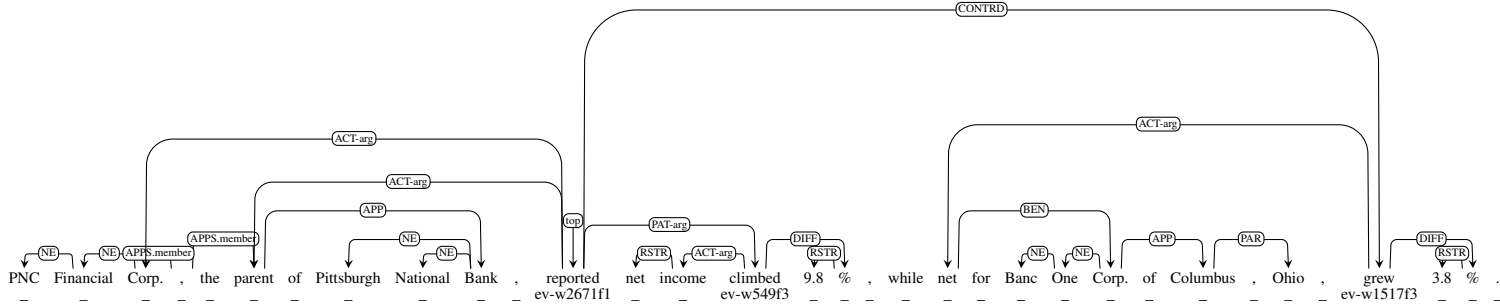 CONTRD
ACT-arg
ACT-arg
ACT-arg
APP
BEN
top
PAT-arg
APPS.member
NE
NE
NE APPS.member
NE
NE
RSTR
ACT-arg
DIFF
RSTR
NE
NE
APP
PAR
DIFF
RSTR
PNC Financial Corp. , the parent of Pittsburgh National Bank , reported net income climbed 9.8 % , while net for Banc One Corp. of Columbus , Ohio , grew 3.8 % .
_ _ _ _ _ _ _ _ _ _ _ ev-w2671f1 _ _ ev-w549f3 _ _ _ _ _ _ _ _ _ _ _ _ _ _ ev-w1517f3 _ _ _